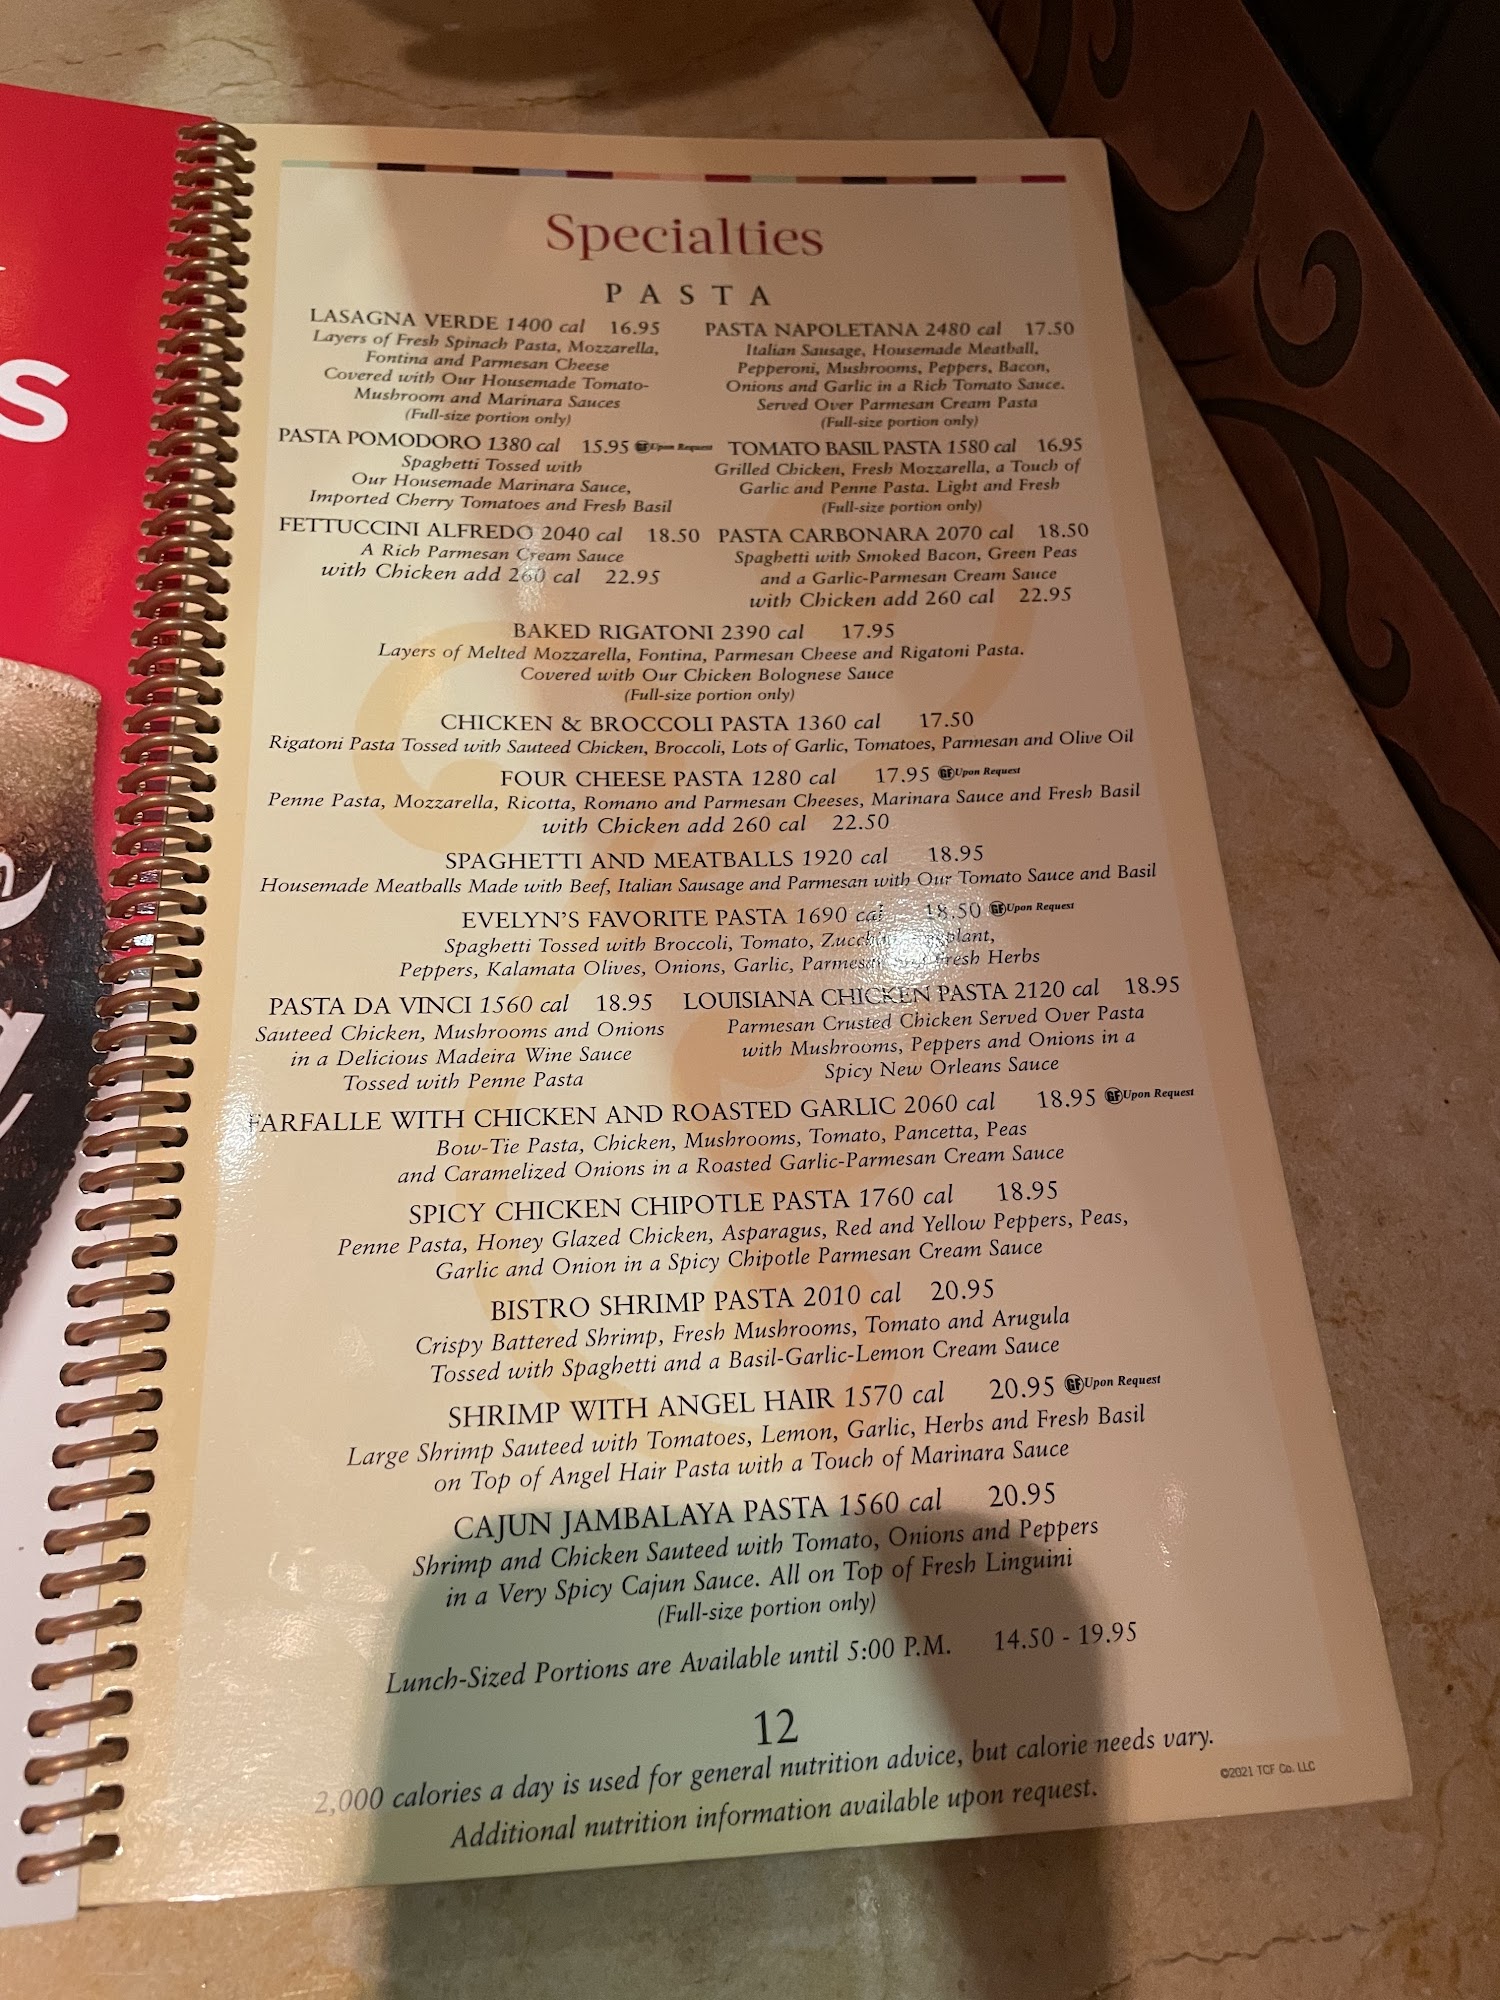 s
Specialties
PASTA
LASAGNA VERDE 1400 cal 16.95
Layers of Fresh Spinach Pasta, Mozzarella,
Fontina and Parmesan Cheese
Covered with Our Housemade Tomato-
Mushroom and Marinara Sauces
(Full-size portion only)
PASTA NAPOLETANA 2480 cal 17.50
Italian Sausage, Housemade Meatball,
Pepperoni, Mushrooms, Peppers, Bacon,
Onions and Garlic in a Rich Tomato Sauce.
Served Over Parmesan Cream Pasta
(Full-size portion only)
PASTA POMODORO 1380 cal 15.95 GF Upon Request
Spaghetti Tossed with
Our Housemade Marinara Sauce,
Imported Cherry Tomatoes and Fresh Basil
TOMATO BASIL PASTA 1580 cal 16.95
Grilled Chicken, Fresh Mozzarella, a Touch of
Garlic and Penne Pasta. Light and Fresh
(Full-size portion only)
FETTUCCINI ALFREDO 2040 cal 18.50
A Rich Parmesan Cream Sauce
with Chicken add 260 cal 22.95
PASTA CARBONARA 2070 cal 18.50
Spaghetti with Smoked Bacon, Green Peas
and a Garlic-Parmesan Cream Sauce
with Chicken add 260 cal 22.95
BAKED RIGATONI 2390 cal 17.95
Layers of Melted Mozzarella, Fontina, Parmesan Cheese and Rigatoni Pasta.
Covered with Our Chicken Bolognese Sauce
(Full-size portion only)
CHICKEN & BROCCOLI PASTA 1360 cal 17.50
Rigatoni Pasta Tossed with Sauteed Chicken, Broccoli, Lots of Garlic, Tomatoes, Parmesan and Olive Oil
FOUR CHEESE PASTA 1280 cal 17.95 GF Upon Request
Penne Pasta, Mozzarella, Ricotta, Romano and Parmesan Cheeses, Marinara Sauce and Fresh Basil
with Chicken add 260 cal 22.50
SPAGHETTI AND MEATBALLS 1920 cal 18.95
Housemade Meatballs Made with Beef, Italian Sausage and Parmesan with Our Tomato Sauce and Basil
EVELYN'S FAVORITE PASTA 1690 cal 18.50 GF Upon Request
Spaghetti Tossed with Broccoli, Tomato, Zucchini, Eggplant,
Peppers, Kalamata Olives, Onions, Garlic, Parmesan and Fresh Herbs
PASTA DA VINCI 1560 cal 18.95
Sauteed Chicken, Mushrooms and Onions
in a Delicious Madeira Wine Sauce
Tossed with Penne Pasta
LOUISIANA CHICKEN PASTA 2120 cal 18.95
Parmesan Crusted Chicken Served Over Pasta
with Mushrooms, Peppers and Onions in a
Spicy New Orleans Sauce
FARFALLE WITH CHICKEN AND ROASTED GARLIC 2060 cal 18.95 GF Upon Request
Bow-Tie Pasta, Chicken, Mushrooms, Tomato, Pancetta, Peas
and Caramelized Onions in a Roasted Garlic-Parmesan Cream Sauce
SPICY CHICKEN CHIPOTLE PASTA 1760 cal 18.95
Penne Pasta, Honey Glazed Chicken, Asparagus, Red and Yellow Peppers, Peas,
Garlic and Onion in a Spicy Chipotle Parmesan Cream Sauce
BISTRO SHRIMP PASTA 2010 cal 20.95
Crispy Battered Shrimp, Fresh Mushrooms, Tomato and Arugula
Tossed with Spaghetti and a Basil-Garlic-Lemon Cream Sauce
SHRIMP WITH ANGEL HAIR 1570 cal 20.95 GF Upon Request
Large Shrimp Sauteed with Tomatoes, Lemon, Garlic, Herbs and Fresh Basil
on Top of Angel Hair Pasta with a Touch of Marinara Sauce
CAJUN JAMBALAYA PASTA 1560 cal 20.95
Shrimp and Chicken Sauteed with Tomato, Onions and Peppers
in a Very Spicy Cajun Sauce. All on Top of Fresh Linguini
(Full-size portion only)
Lunch-Sized Portions are Available until 5:00 P.M. 14.50 - 19.95
12
2,000 calories a day is used for general nutrition advice, but calorie needs vary.
Additional nutrition information available upon request.
©2021 TCF Co. LLC